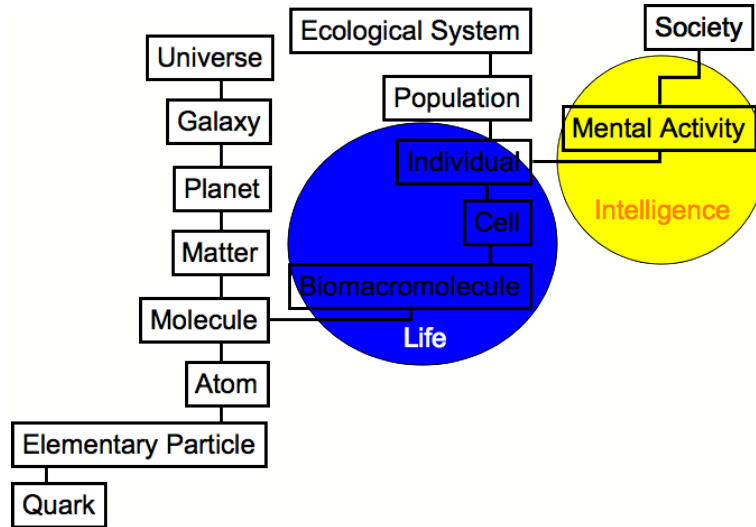 Ecological System
Society
Universe
Population
Galaxy
Mental Activity
Individual
Planet
Intelligence
Cell
Matter
Biomacromolecule
Molecule
Life
Atom
Elementary Particle
Quark